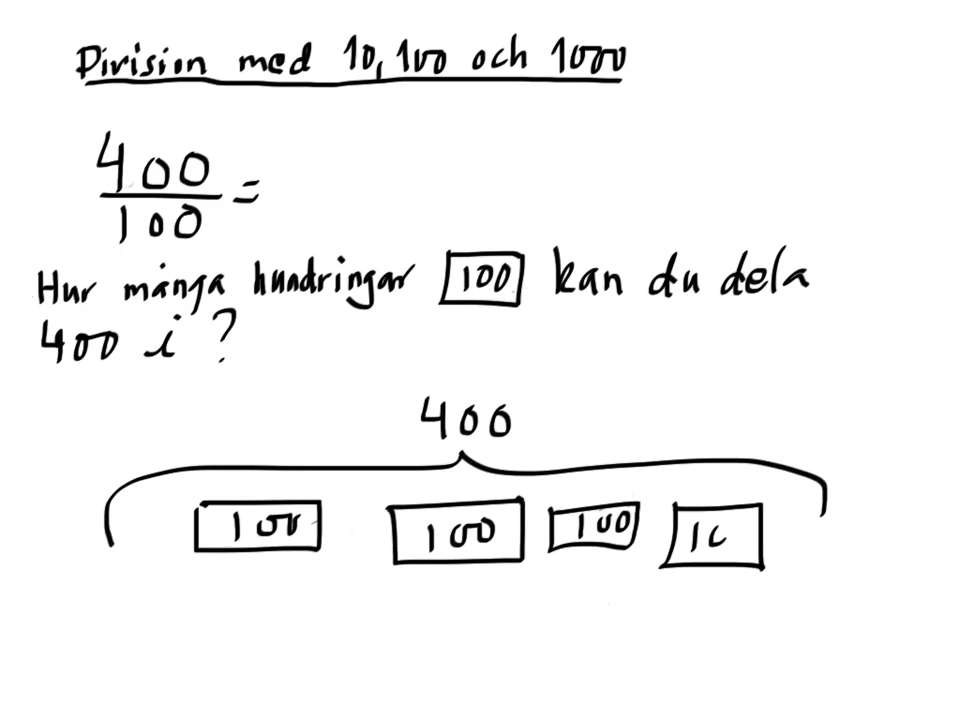 Division med 10, 100 och 1000
400
100 =
Hur många hundringar 100 kan du dela
400 i ?
400
100 100 100 10